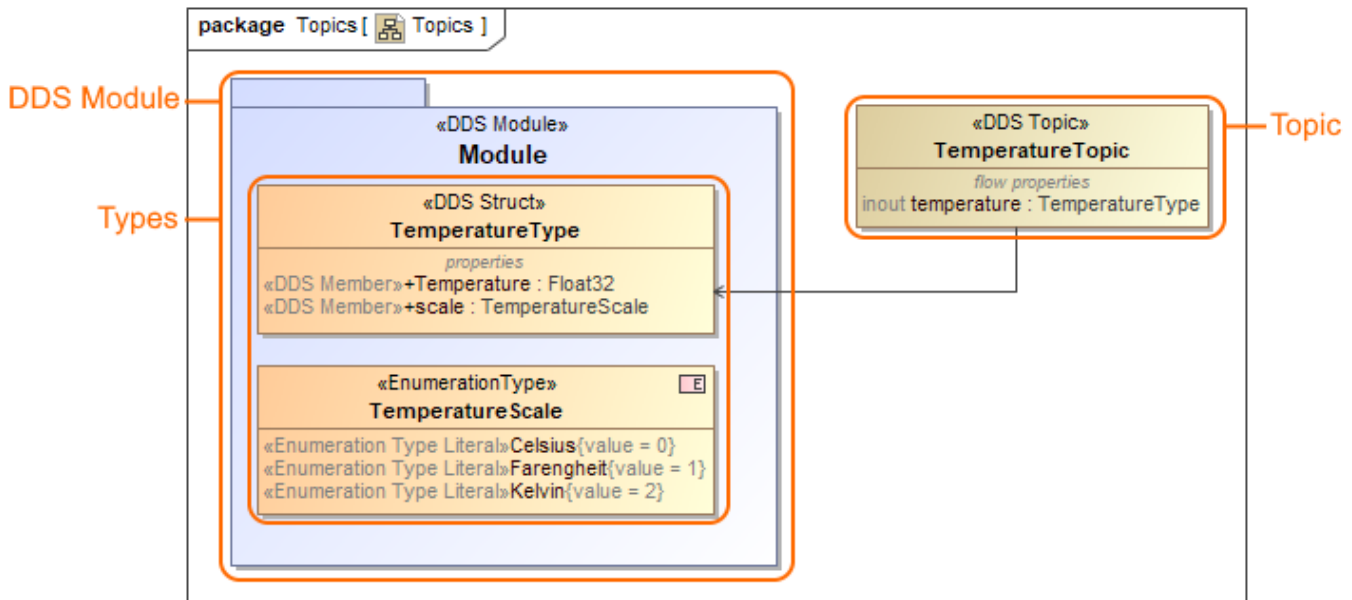 package Topics [ Topics ]
DDS Module
«DDS Module»
Module
Types
«DDS Struct»
TemperatureType
properties
«DDS Member»+Temperature : Float32
«DDS Member»+scale : TemperatureScale
«EnumerationType»
E
TemperatureScale
«Enumeration Type Literal»Celsius{value = 0}
«Enumeration Type Literal»Farengheit{value = 1}
«Enumeration Type Literal»Kelvin{value = 2}
«DDS Topic»
TemperatureTopic
flow properties
inout temperature : TemperatureType
Topic